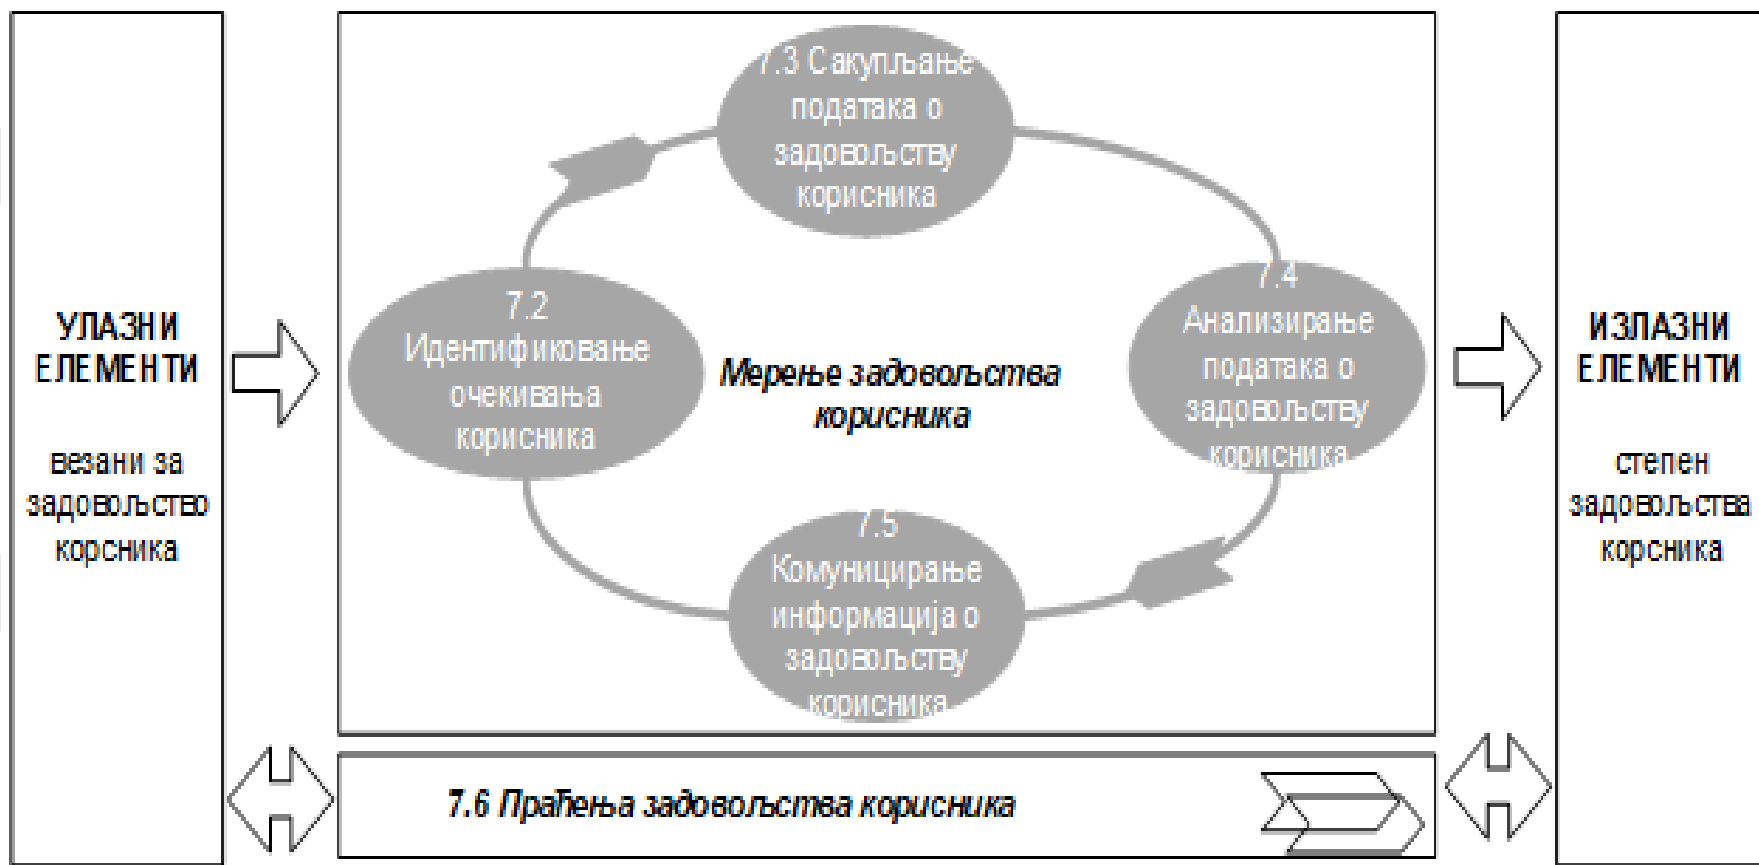 УЛАЗНИ
ЕЛЕМЕНТИ
везани за
задовољство
корсника
7.3 Сакупљање
података о
задовољству
корисника
7.2
Идентификовање
очекивања
корисника
Мерење задовољства
корисника
7.4
Анализирање
података о
задовољству
корисника
7.5
Комуницирање
информација о
задовољству
корисника
7.6 Праћења задовољства корисника
ИЗЛАЗНИ
ЕЛЕМЕНТИ
степен
задовољства
корсника